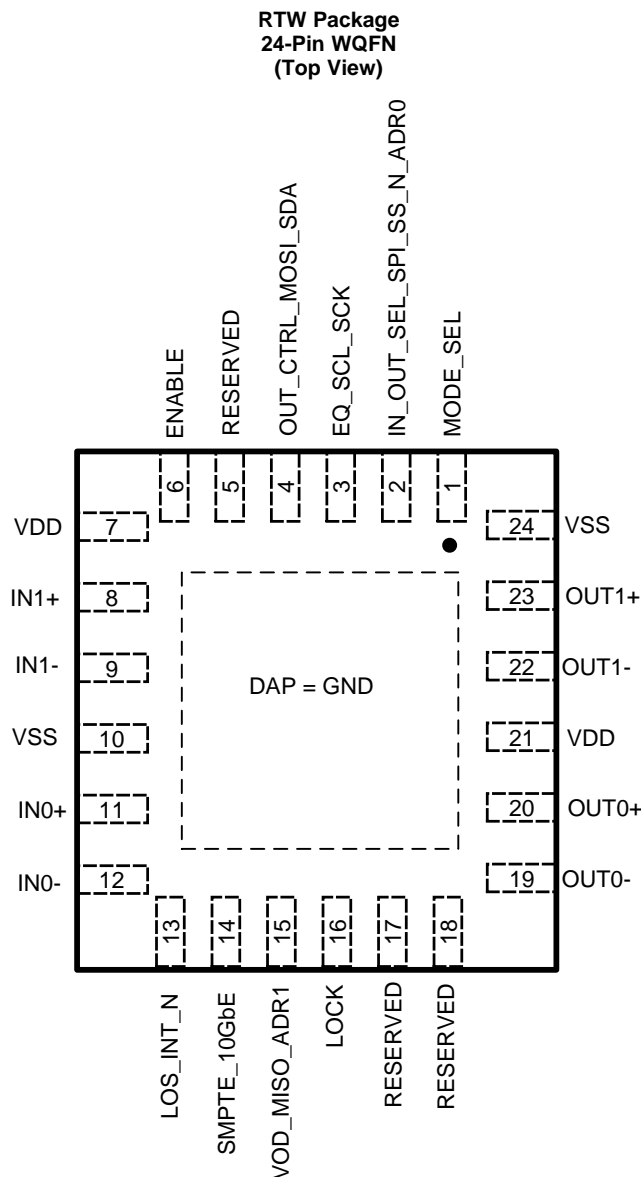 RTW Package
24-Pin WQFN
(Top View)
ENABLE
RESERVED
OUT_CTRL_MOSI_SDA
EQ_SCL_SCK
IN_OUT_SEL_SPI_SS_N_ADR0
MODE_SEL
6
5
4
3
2
1
VDD
7
24
VSS
IN1+
8
23
OUT1+
IN1-
9
22
OUT1-
DAP = GND
VSS
10
21
VDD
IN0+
11
20
OUT0+
IN0-
12
19
OUT0-
13
14
15
16
17
18
LOS_INT_N
SMPTE_10GbE
VOD_MISO_ADR1
LOCK
RESERVED
RESERVED